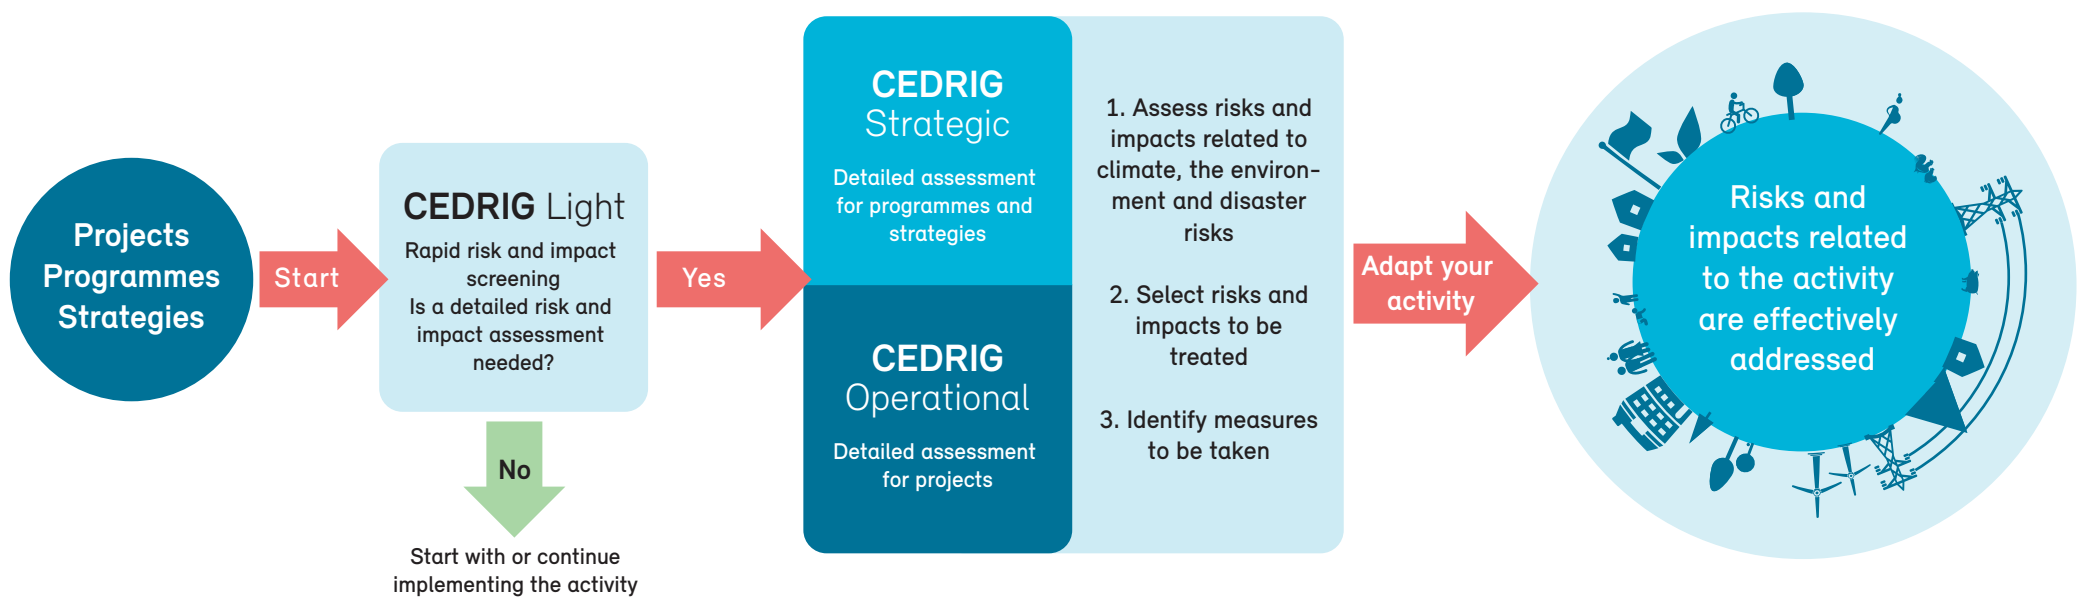 Projects
Programmes
Strategies
Start
CEDRIG Light
Rapid risk and impact
screening
Is a detailed risk and
impact assessment
needed?
No
Start with or continue
implementing the activity
Yes
CEDRIG
Strategic
Detailed assessment
for programmes and
strategies
CEDRIG
Operational
Detailed assessment
for projects
1. Assess risks and
impacts related to
climate, the environ-
ment and disaster
risks
2. Select risks and
impacts to be
treated
3. Identify measures
to be taken
Adapt your
activity
Risks and
impacts related
to the activity
are effectively
addressed